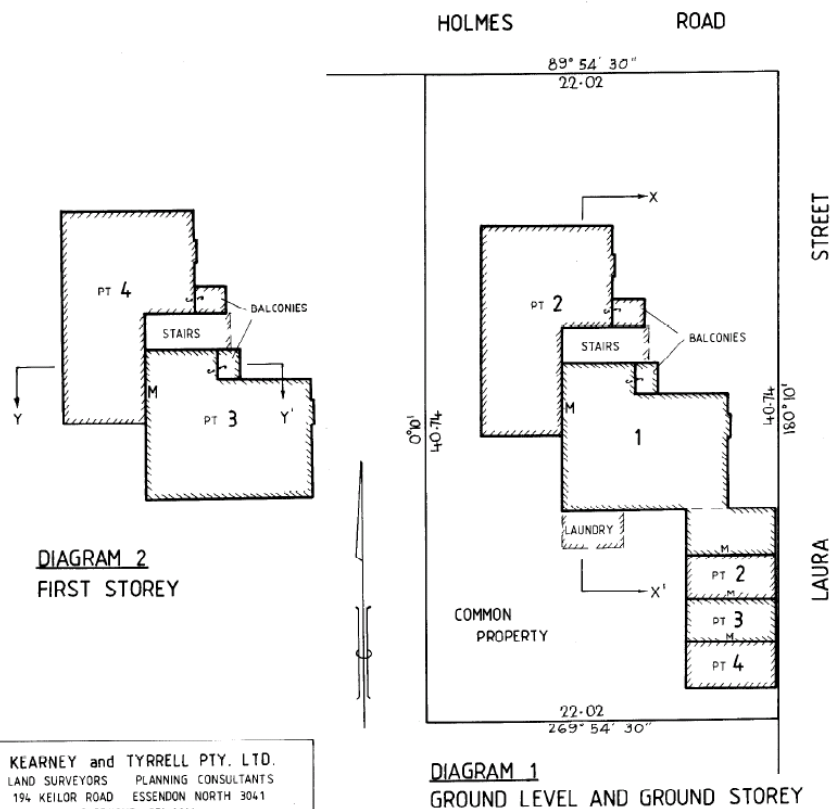 HOLMES ROAD
89° 54' 30"
22·02
X
STREET
PT 4
BALCONIES
STAIRS
M
PT 3
Y
Y'
PT 2
STAIRS
BALCONIES
M
1
0°10'
40·74
40·74
180°10'
LAUNDRY
M
PT 2
M
PT 3
M
PT 4
X'
LAURA
COMMON
PROPERTY
22·02
269° 54' 30"
DIAGRAM 2
FIRST STOREY
KEARNEY and TYRRELL PTY. LTD.
LAND SURVEYORS PLANNING CONSULTANTS
194 KEILOR ROAD ESSENDON NORTH 3041
DIAGRAM 1
GROUND LEVEL AND GROUND STOREY